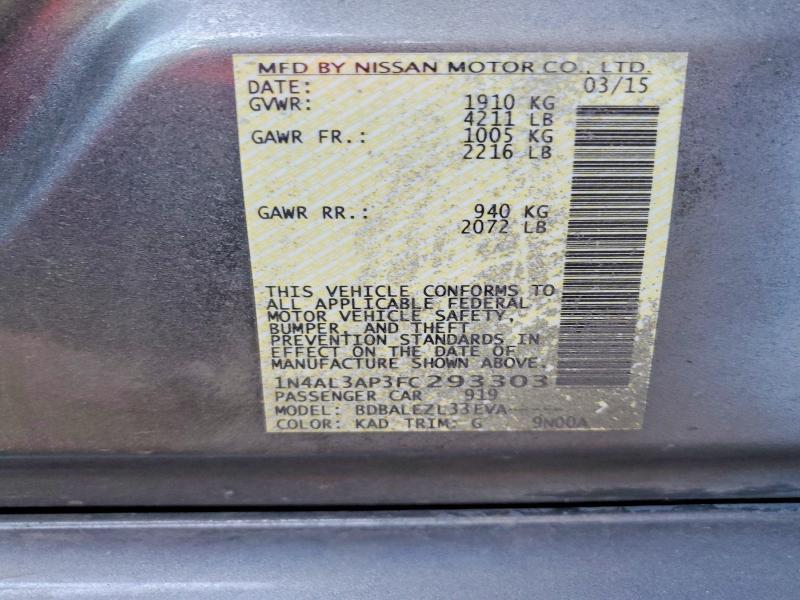 MFD BY NISSAN MOTOR CO., LTD.
DATE: 03/15
GVWR: 1910 KG
4211 LB
GAWR FR.: 1005 KG
2216 LB
GAWR RR.: 940 KG
2072 LB
THIS VEHICLE CONFORMS TO
ALL APPLICABLE FEDERAL
MOTOR VEHICLE SAFETY,
BUMPER, AND THEFT
PREVENTION STANDARDS IN
EFFECT ON THE DATE OF
MANUFACTURE SHOWN ABOVE.
1N4AL3AP3FC293303
PASSENGER CAR 919
MODEL: BDBALEZL33EVA-----
COLOR: KAD TRIM: G 9N00A